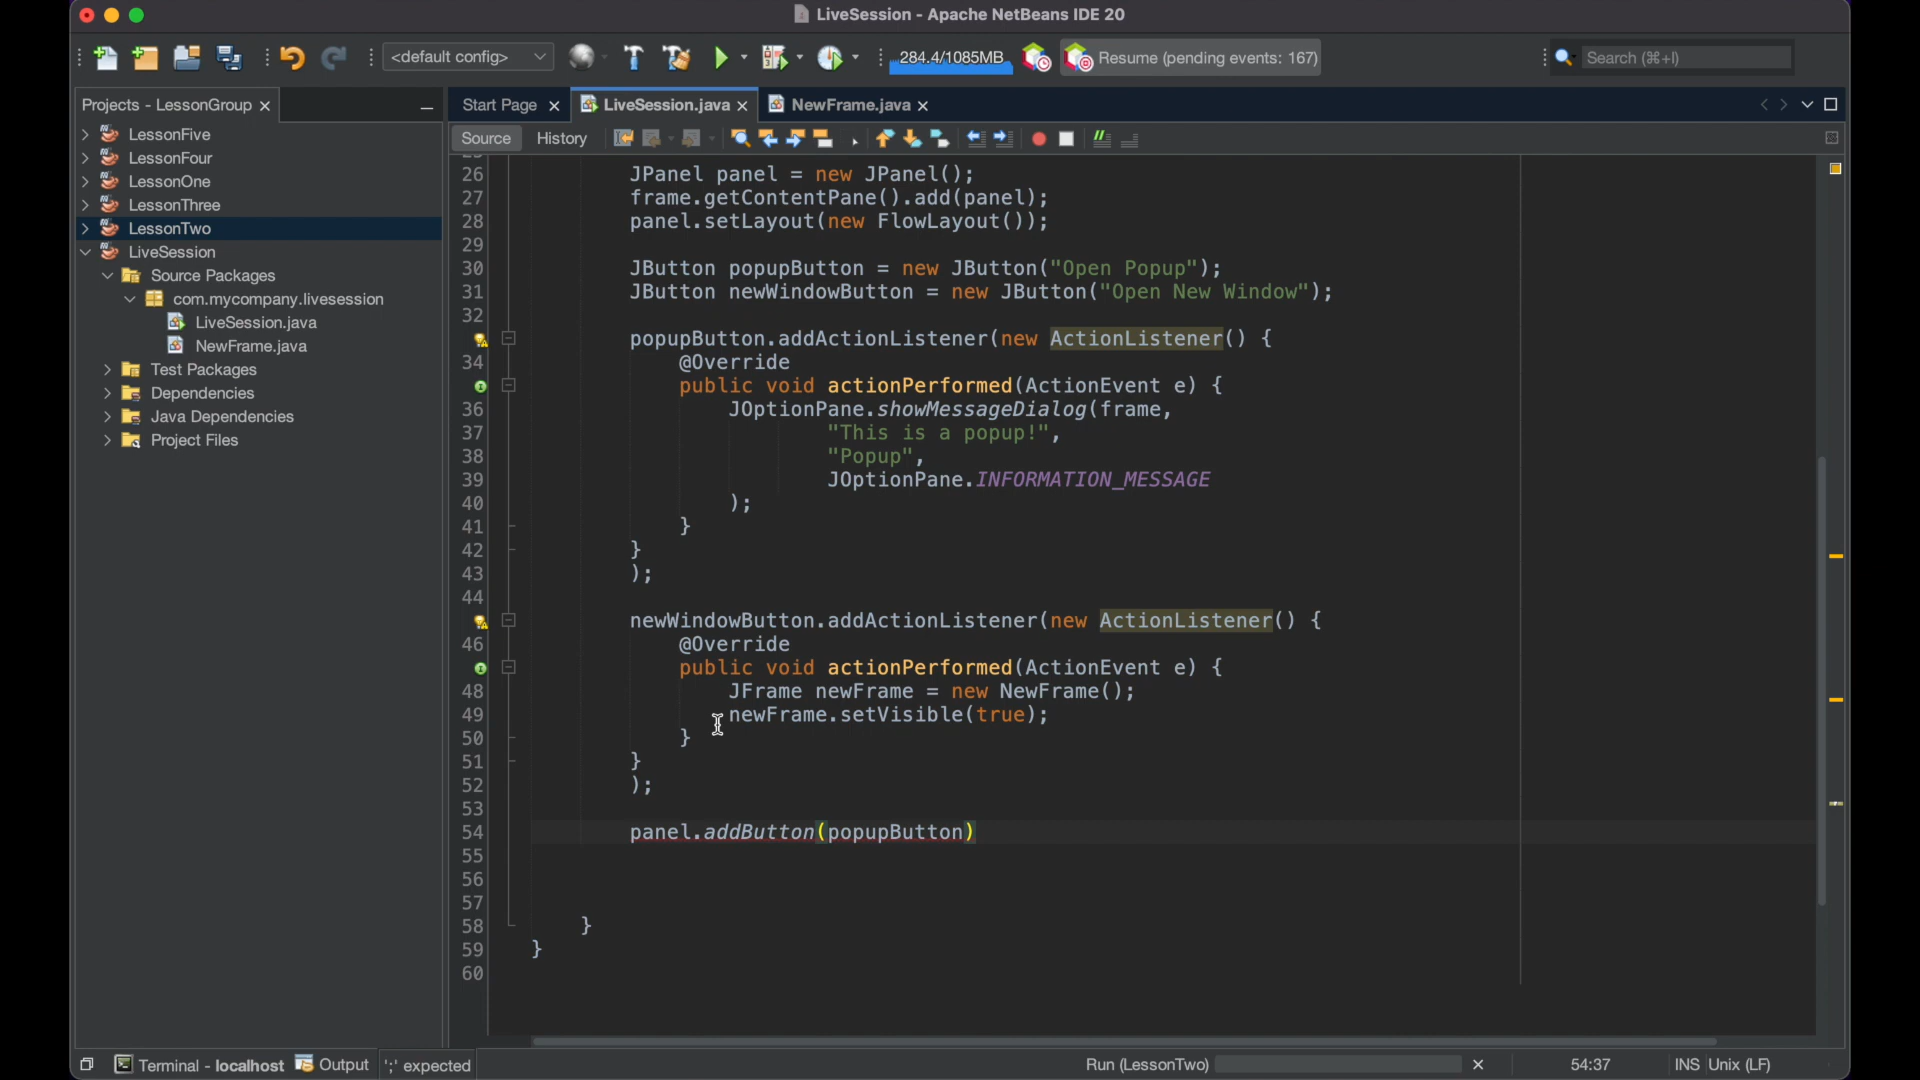 LiveSession - Apache NetBeans IDE 20
<default config>
284.4/1085MB
Resume (pending events: 167)
Search (⌘+I)
Projects - LessonGroup
Start Page
LiveSession.java
NewFrame.java
Source
History
LessonFive
LessonFour
LessonOne
LessonThree
LessonTwo
LiveSession
Source Packages
com.mycompany.livesession
LiveSession.java
NewFrame.java
Test Packages
Dependencies
Java Dependencies
Project Files
26 JPanel panel = new JPanel();
27 frame.getContentPane().add(panel);
28 panel.setLayout(new FlowLayout());
29
30 JButton popupButton = new JButton("Open Popup");
31 JButton newWindowButton = new JButton("Open New Window");
32
popupButton.addActionListener(new ActionListener() {
34 @Override
public void actionPerformed(ActionEvent e) {
36 JOptionPane.showMessageDialog(frame,
37 "This is a popup!",
38 "Popup",
39 JOptionPane.INFORMATION_MESSAGE
40 );
41 }
42 }
43 );
44
newWindowButton.addActionListener(new ActionListener() {
46 @Override
public void actionPerformed(ActionEvent e) {
48 JFrame newFrame = new NewFrame();
49 newFrame.setVisible(true);
50 }
51 }
52 );
53
54 panel.addButton(popupButton)
55
56
57
58 }
59 }
60
Terminal - localhost
Output
';' expected
Run (LessonTwo)
54:37
INS
Unix (LF)